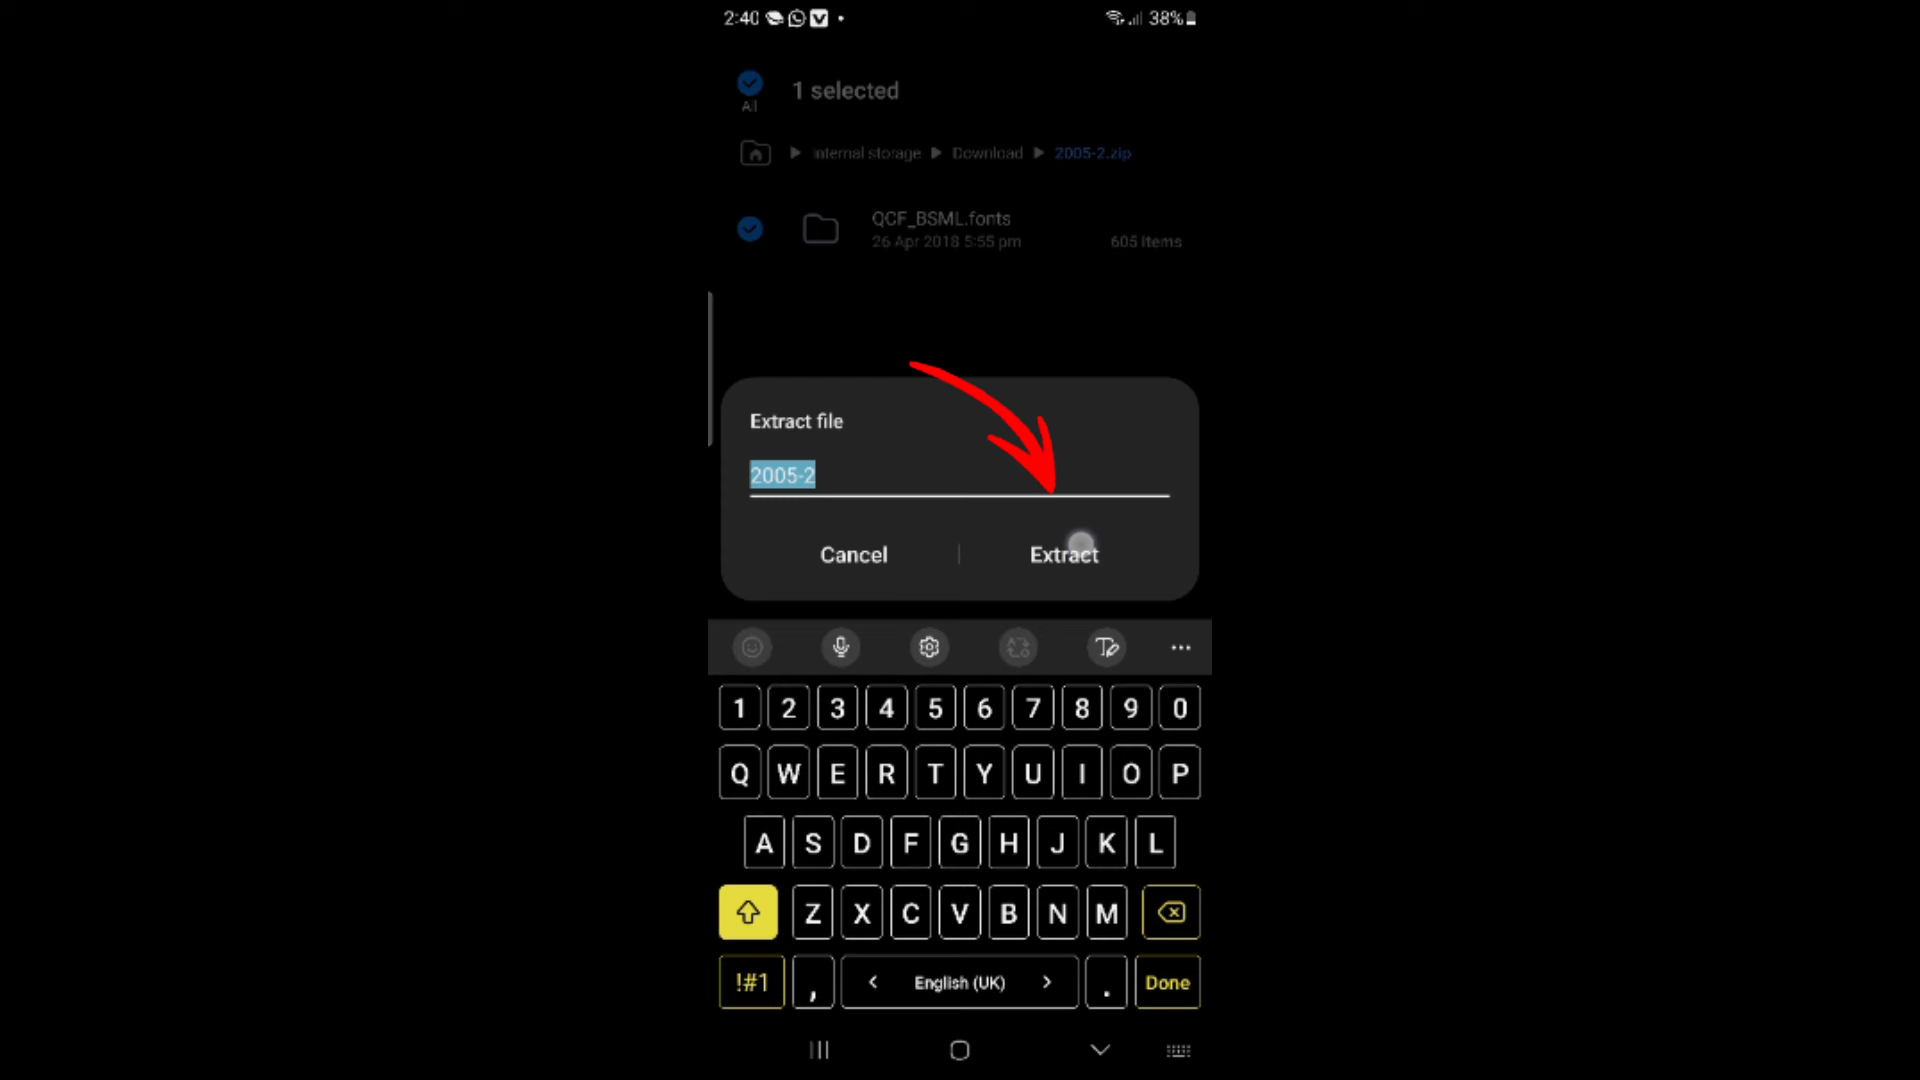 2:40 38%
1 selected
All
Internal storage Download 2005-2.zip
QCF_BSML.fonts
26 Apr 2018 5:55 pm 605 items
Extract file
2005-2
Cancel Extract
1 2 3 4 5 6 7 8 9 0
Q W E R T Y U I O P
A S D F G H J K L
Z X C V B N M
!#1 , < English (UK) > . Done